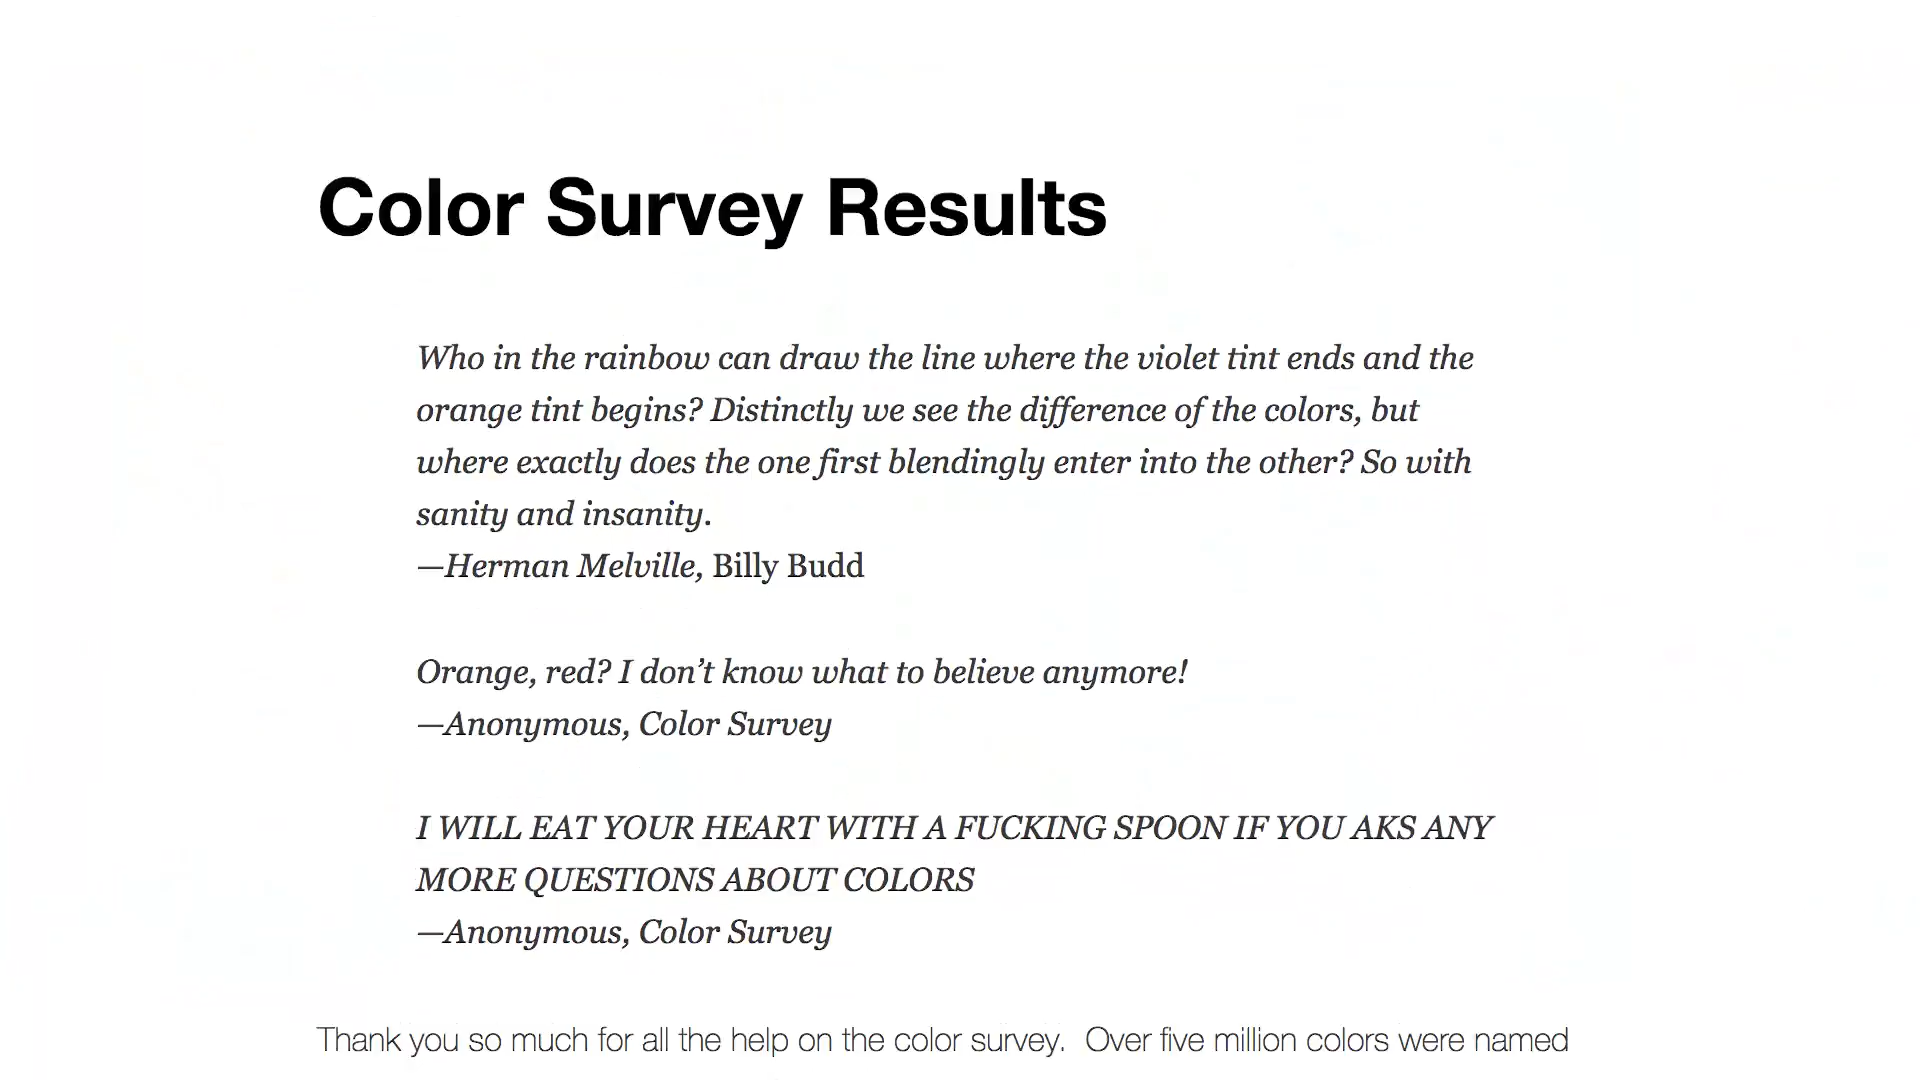 Color Survey Results
Who in the rainbow can draw the line where the violet tint ends and the
orange tint begins? Distinctly we see the difference of the colors, but
where exactly does the one first blendingly enter into the other? So with
sanity and insanity.
—Herman Melville, Billy Budd
Orange, red? I don’t know what to believe anymore!
—Anonymous, Color Survey
I WILL EAT YOUR HEART WITH A FUCKING SPOON IF YOU AKS ANY
MORE QUESTIONS ABOUT COLORS
—Anonymous, Color Survey
Thank you so much for all the help on the color survey.  Over five million colors were named